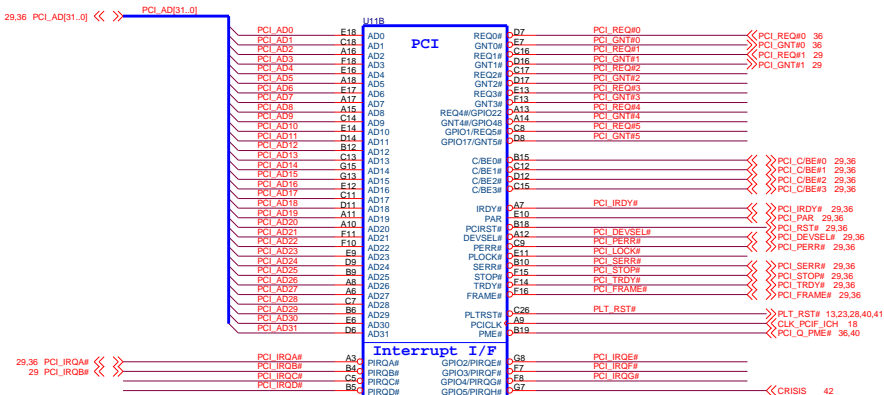 29,36 PCI_AD[31..0]
PCI_AD[31..0]
U11B
PCI
PCI_AD0 E18 AD0
PCI_AD1 C18 AD1
PCI_AD2 A16 AD2
PCI_AD3 F18 AD3
PCI_AD4 E16 AD4
PCI_AD5 A18 AD5
PCI_AD6 E17 AD6
PCI_AD7 A17 AD7
PCI_AD8 A15 AD8
PCI_AD9 C14 AD9
PCI_AD10 E14 AD10
PCI_AD11 D14 AD11
PCI_AD12 B12 AD12
PCI_AD13 C13 AD13
PCI_AD14 G15 AD14
PCI_AD15 G13 AD15
PCI_AD16 E12 AD16
PCI_AD17 C11 AD17
PCI_AD18 D11 AD18
PCI_AD19 A11 AD19
PCI_AD20 A10 AD20
PCI_AD21 F11 AD21
PCI_AD22 F10 AD22
PCI_AD23 E9 AD23
PCI_AD24 D9 AD24
PCI_AD25 B9 AD25
PCI_AD26 A8 AD26
PCI_AD27 A6 AD27
PCI_AD28 C7 AD28
PCI_AD29 B6 AD29
PCI_AD30 E6 AD30
PCI_AD31 D6 AD31
REQ0# D7 PCI_REQ#0 PCI_REQ#0 36
GNT0# E7 PCI_GNT#0 PCI_GNT#0 36
REQ1# C16 PCI_REQ#1 PCI_REQ#1 29
GNT1# D16 PCI_GNT#1 PCI_GNT#1 29
REQ2# C17 PCI_REQ#2
GNT2# D17 PCI_GNT#2
REQ3# E13 PCI_REQ#3
GNT3# F13 PCI_GNT#3
REQ4#/GPIO22 A13 PCI_REQ#4
GNT4#/GPIO48 A14 PCI_GNT#4
GPIO1/REQ5# C8 PCI_REQ#5
GPIO17/GNT5# D8 PCI_GNT#5
C/BE0# B15 PCI_C/BE#0 29,36
C/BE1# C12 PCI_C/BE#1 29,36
C/BE2# D12 PCI_C/BE#2 29,36
C/BE3# C15 PCI_C/BE#3 29,36
IRDY# A7 PCI_IRDY# PCI_IRDY# 29,36
PAR E10 PCI_PAR 29,36
PCIRST# B18 PCI_RST# 29,36
DEVSEL# A12 PCI_DEVSEL# PCI_DEVSEL# 29,36
PERR# C9 PCI_PERR# PCI_PERR# 29,36
PLOCK# E11 PCI_LOCK#
SERR# B10 PCI_SERR# PCI_SERR# 29,36
STOP# F15 PCI_STOP# PCI_STOP# 29,36
TRDY# F14 PCI_TRDY# PCI_TRDY# 29,36
FRAME# F16 PCI_FRAME# PCI_FRAME# 29,36
PLTRST# C26 PLT_RST# PLT_RST# 13,23,28,40,41
PCICLK A9 CLK_PCIF_ICH 18
PME# B19 PCI_Q_PME# 36,40
Interrupt I/F
29,36 PCI_IRQA# PCI_IRQA# A3 PIRQA#
29 PCI_IRQB# PCI_IRQB# B4 PIRQB#
PCI_IRQC# C5 PIRQC#
PCI_IRQD# B5 PIRQD#
GPIO2/PIRQE# G8 PCI_IRQE#
GPIO3/PIRQF# F7 PCI_IRQF#
GPIO4/PIRQG# F8 PCI_IRQG#
GPIO5/PIRQH# G7 CRISIS 42